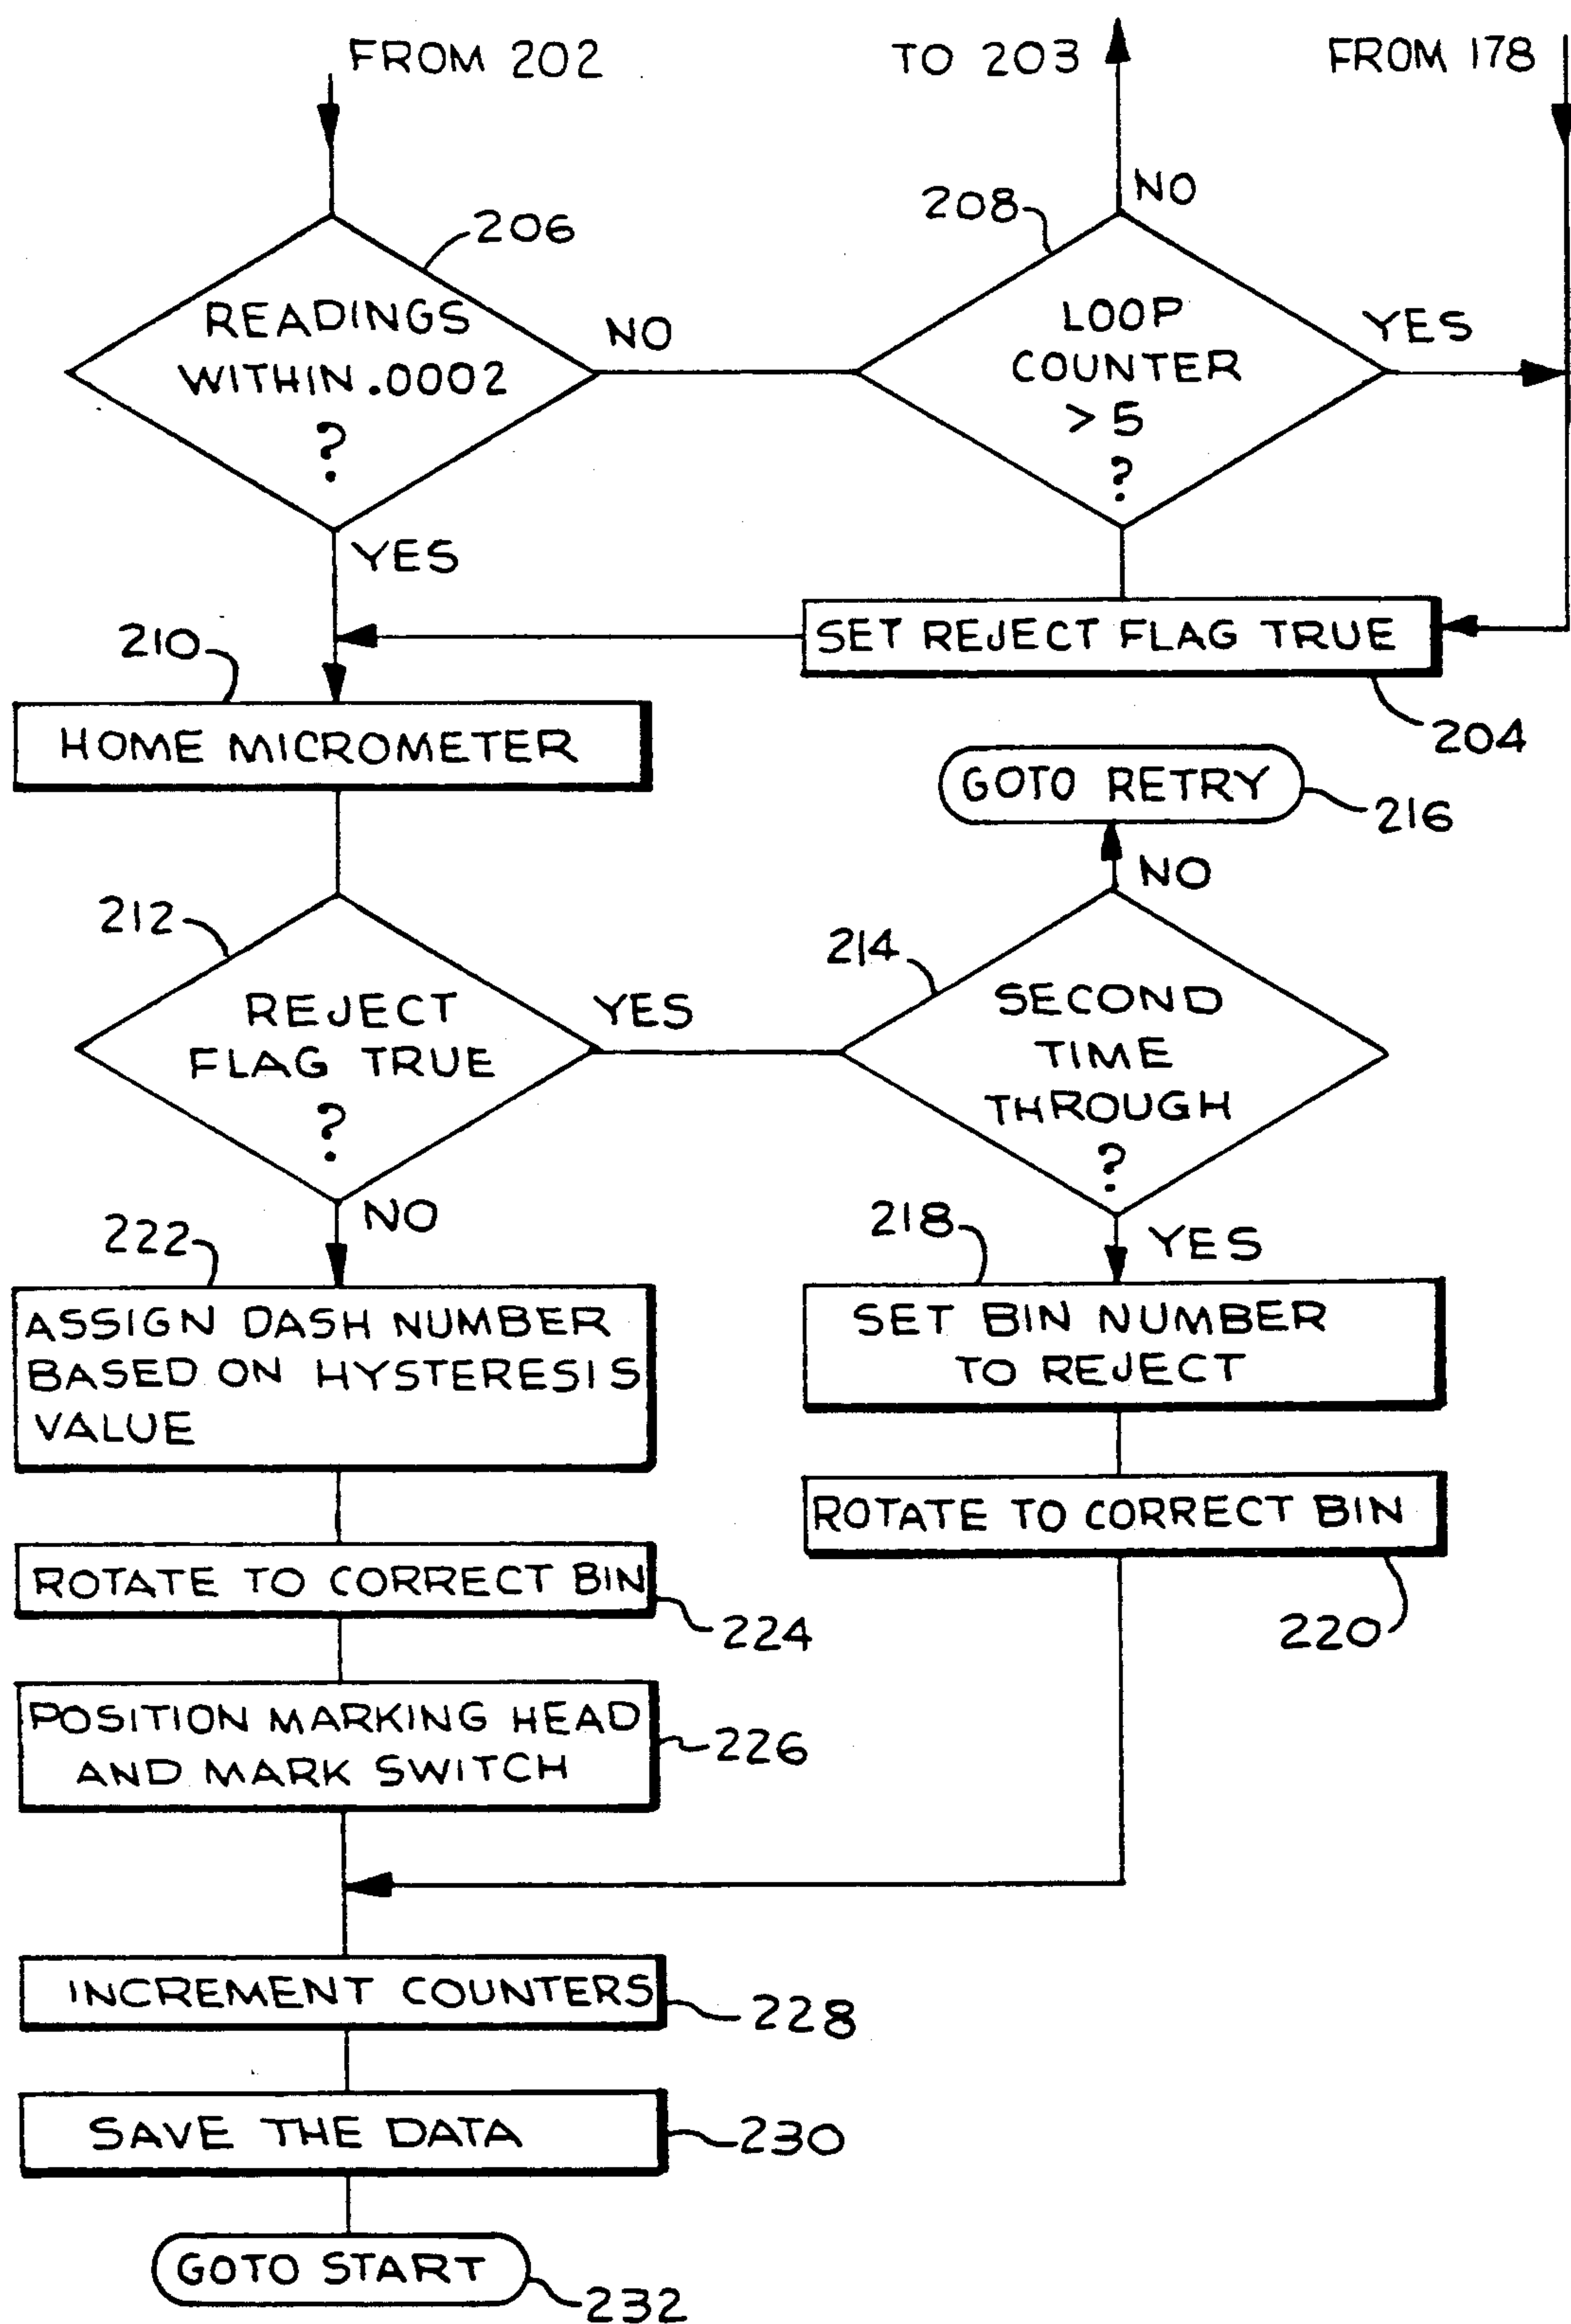 FROM 202
TO 203
FROM 178
NO
208
206
READINGS
WITHIN .0002
?
NO
LOOP
COUNTER
> 5
?
YES
YES
210
SET REJECT FLAG TRUE
204
HOME MICROMETER
GOTO RETRY
216
NO
212
214
REJECT
FLAG TRUE
?
YES
SECOND
TIME
THROUGH
?
NO
222
218
YES
ASSIGN DASH NUMBER
BASED ON HYSTERESIS
VALUE
SET BIN NUMBER
TO REJECT
ROTATE TO CORRECT BIN
220
ROTATE TO CORRECT BIN
224
POSITION MARKING HEAD
AND MARK SWITCH
226
INCREMENT COUNTERS
228
SAVE THE DATA
230
GOTO START
232